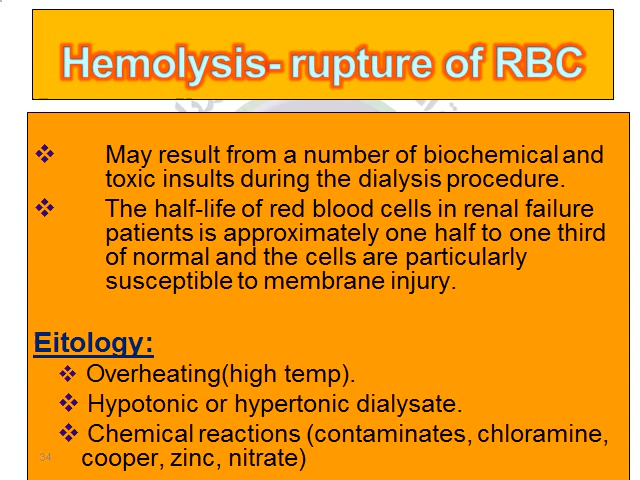 Hemolysis- rupture of RBC
❖ May result from a number of biochemical and
toxic insults during the dialysis procedure.
❖ The half-life of red blood cells in renal failure
patients is approximately one half to one third
of normal and the cells are particularly
susceptible to membrane injury.
Eitology:
❖ Overheating(high temp).
❖ Hypotonic or hypertonic dialysate.
❖ Chemical reactions (contaminates, chloramine,
cooper, zinc, nitrate)
34